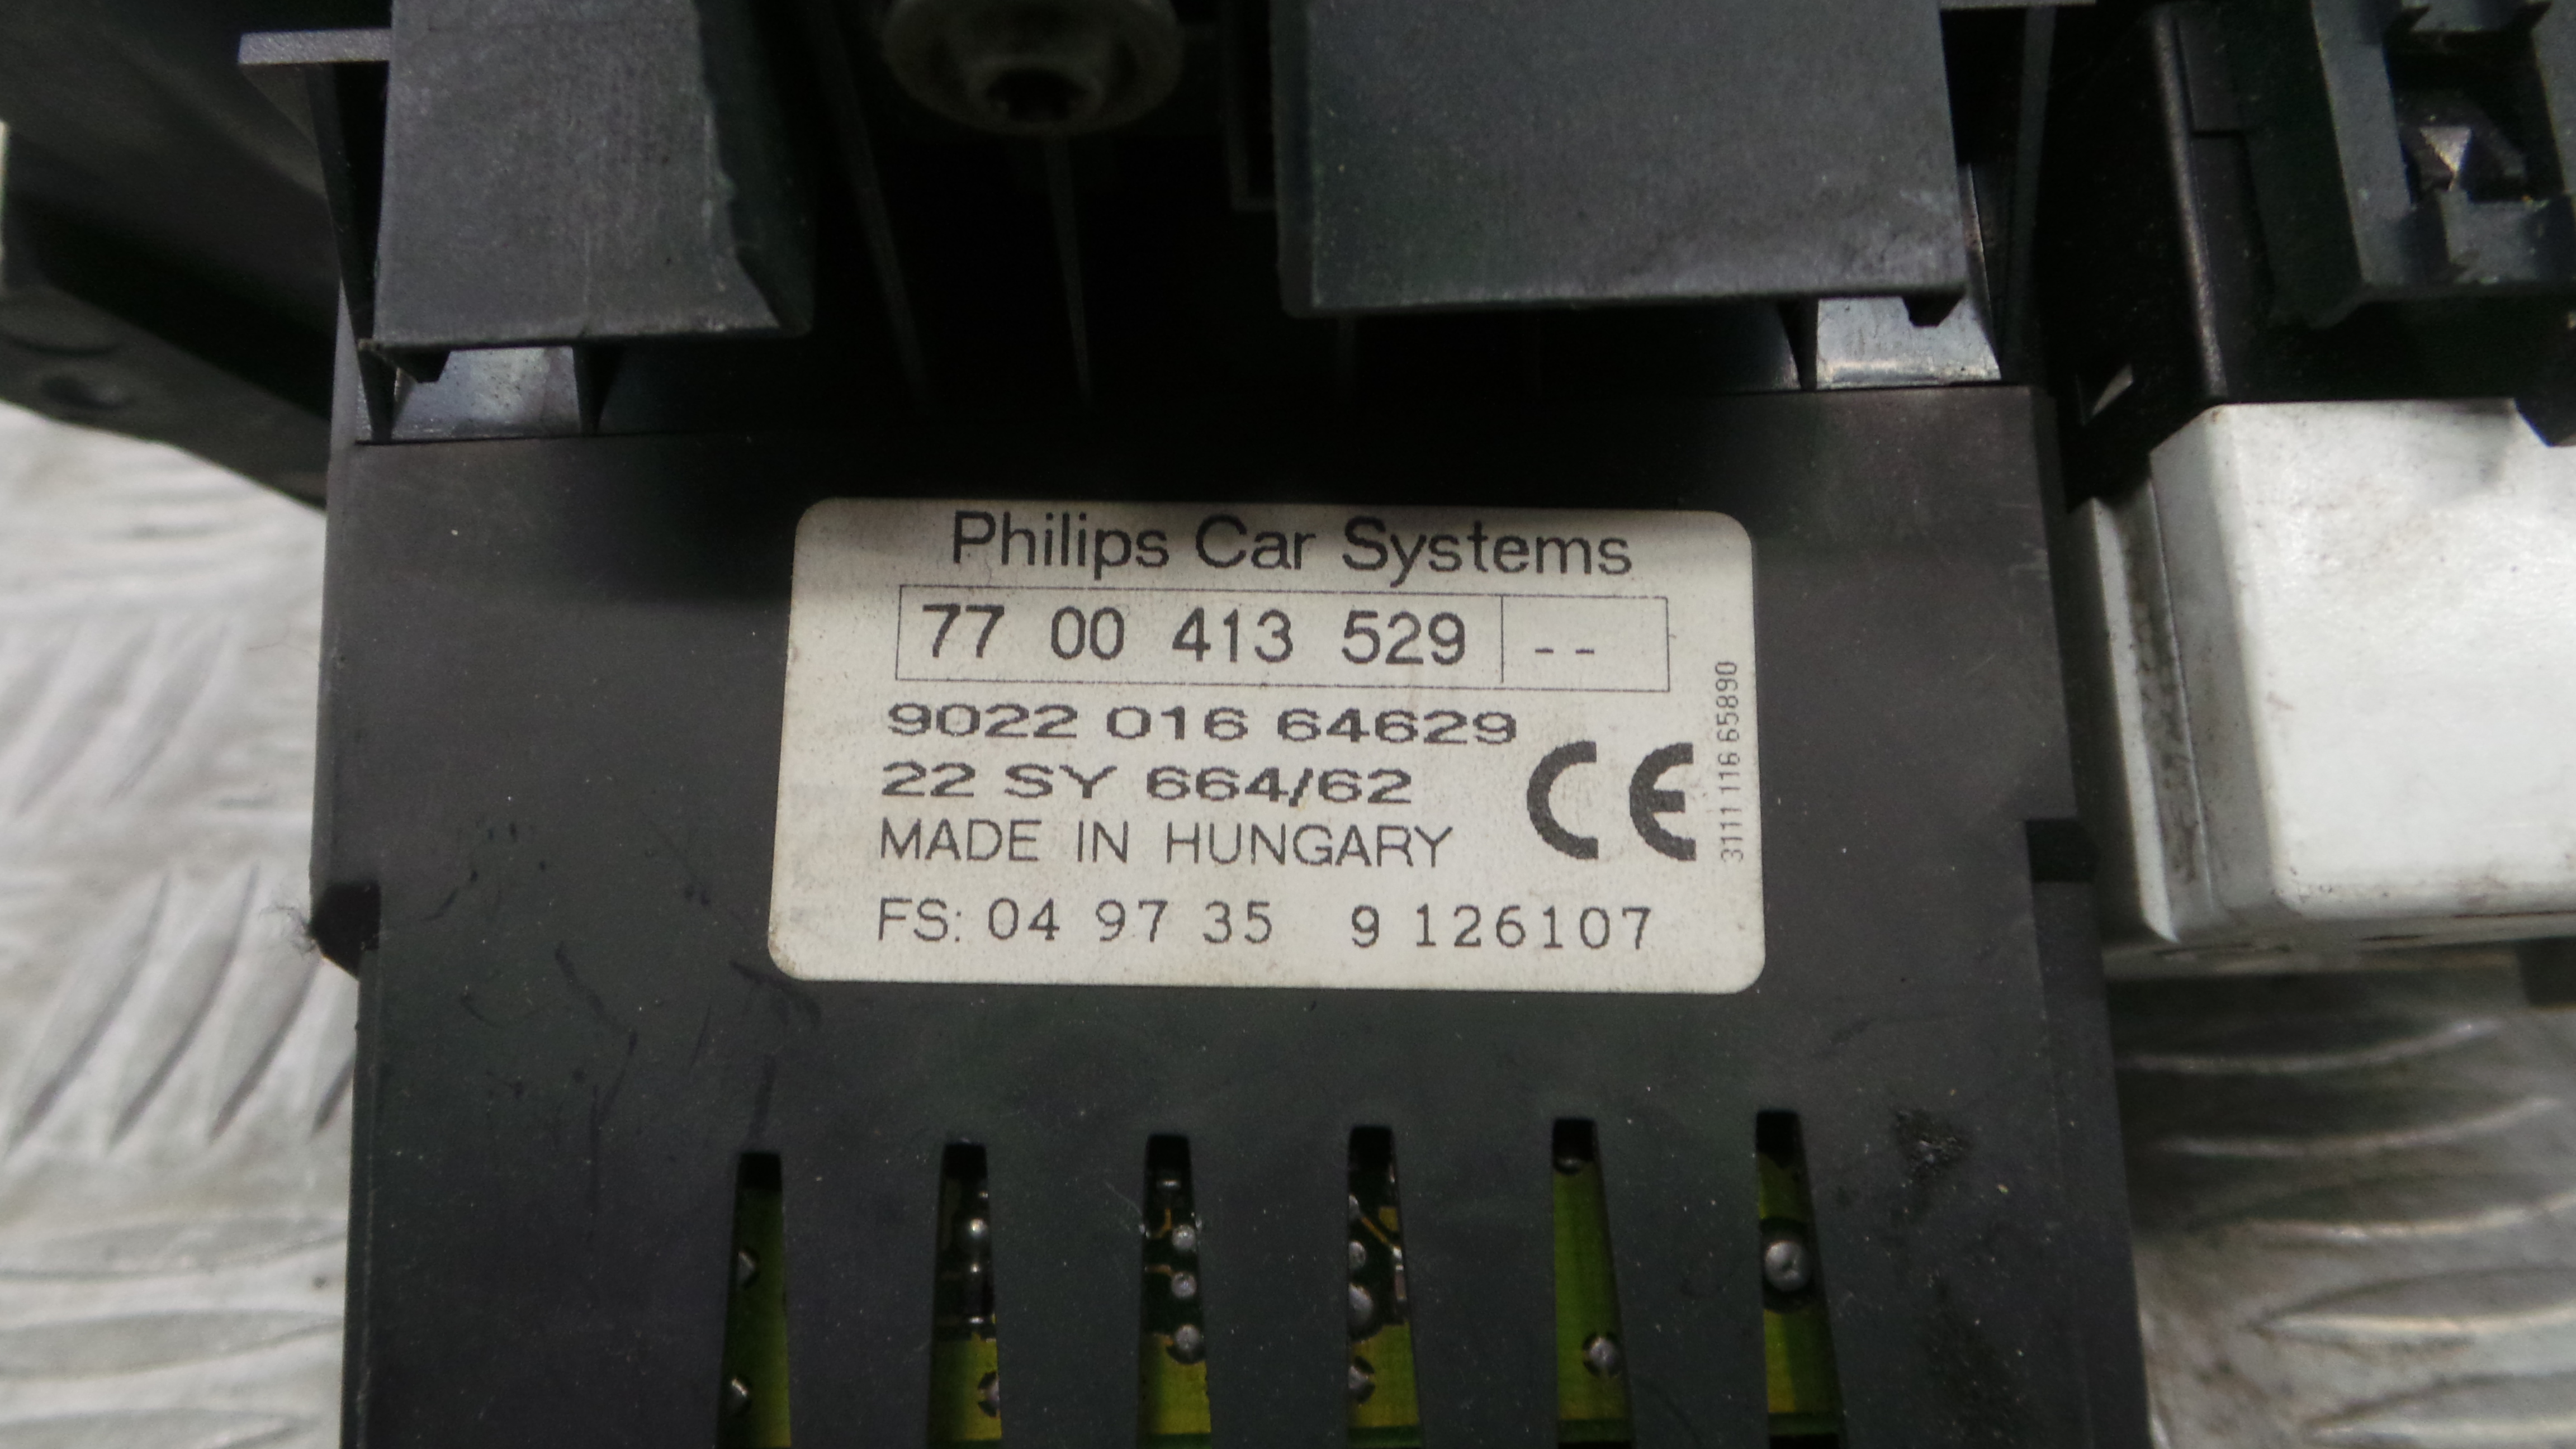 Philips Car Systems
77 00 413 529 --
9022 016 64629
22 SY 664/62
MADE IN HUNGARY
CE
3111 116 65890
FS: 04 97 35 9 126107